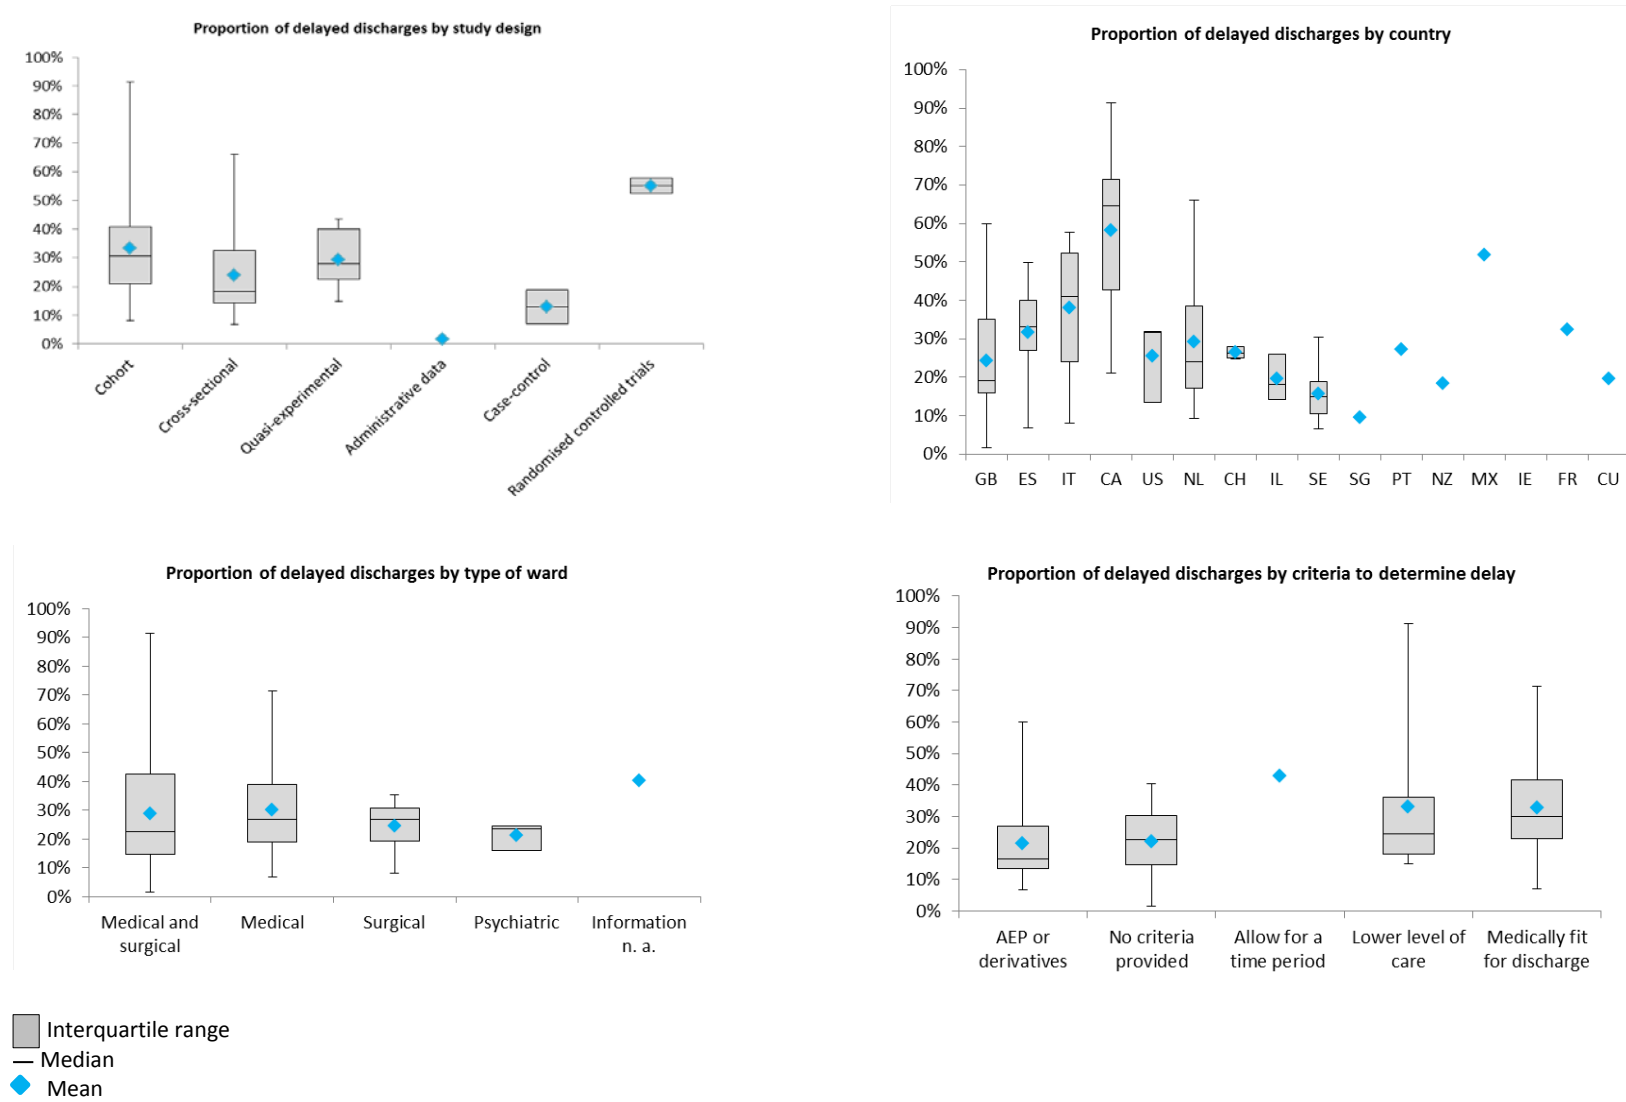 Proportion of delayed discharges by study design
100%
90%
80%
70%
60%
50%
40%
30%
20%
10%
0%
Cohort
Cross-sectional
Quasi-experimental
Administrative data
Case-control
Randomised controlled trials
Proportion of delayed discharges by country
100%
90%
80%
70%
60%
50%
40%
30%
20%
10%
0%
GB ES IT CA US NL CH IL SE SG PT NZ MX IE FR CU
Proportion of delayed discharges by type of ward
100%
90%
80%
70%
60%
50%
40%
30%
20%
10%
0%
Medical and
surgical
Medical
Surgical
Psychiatric
Information
n. a.
Proportion of delayed discharges by criteria to determine delay
100%
90%
80%
70%
60%
50%
40%
30%
20%
10%
0%
AEP or
derivatives
No criteria
provided
Allow for a
time period
Lower level of
care
Medically fit
for discharge
Interquartile range
Median
Mean